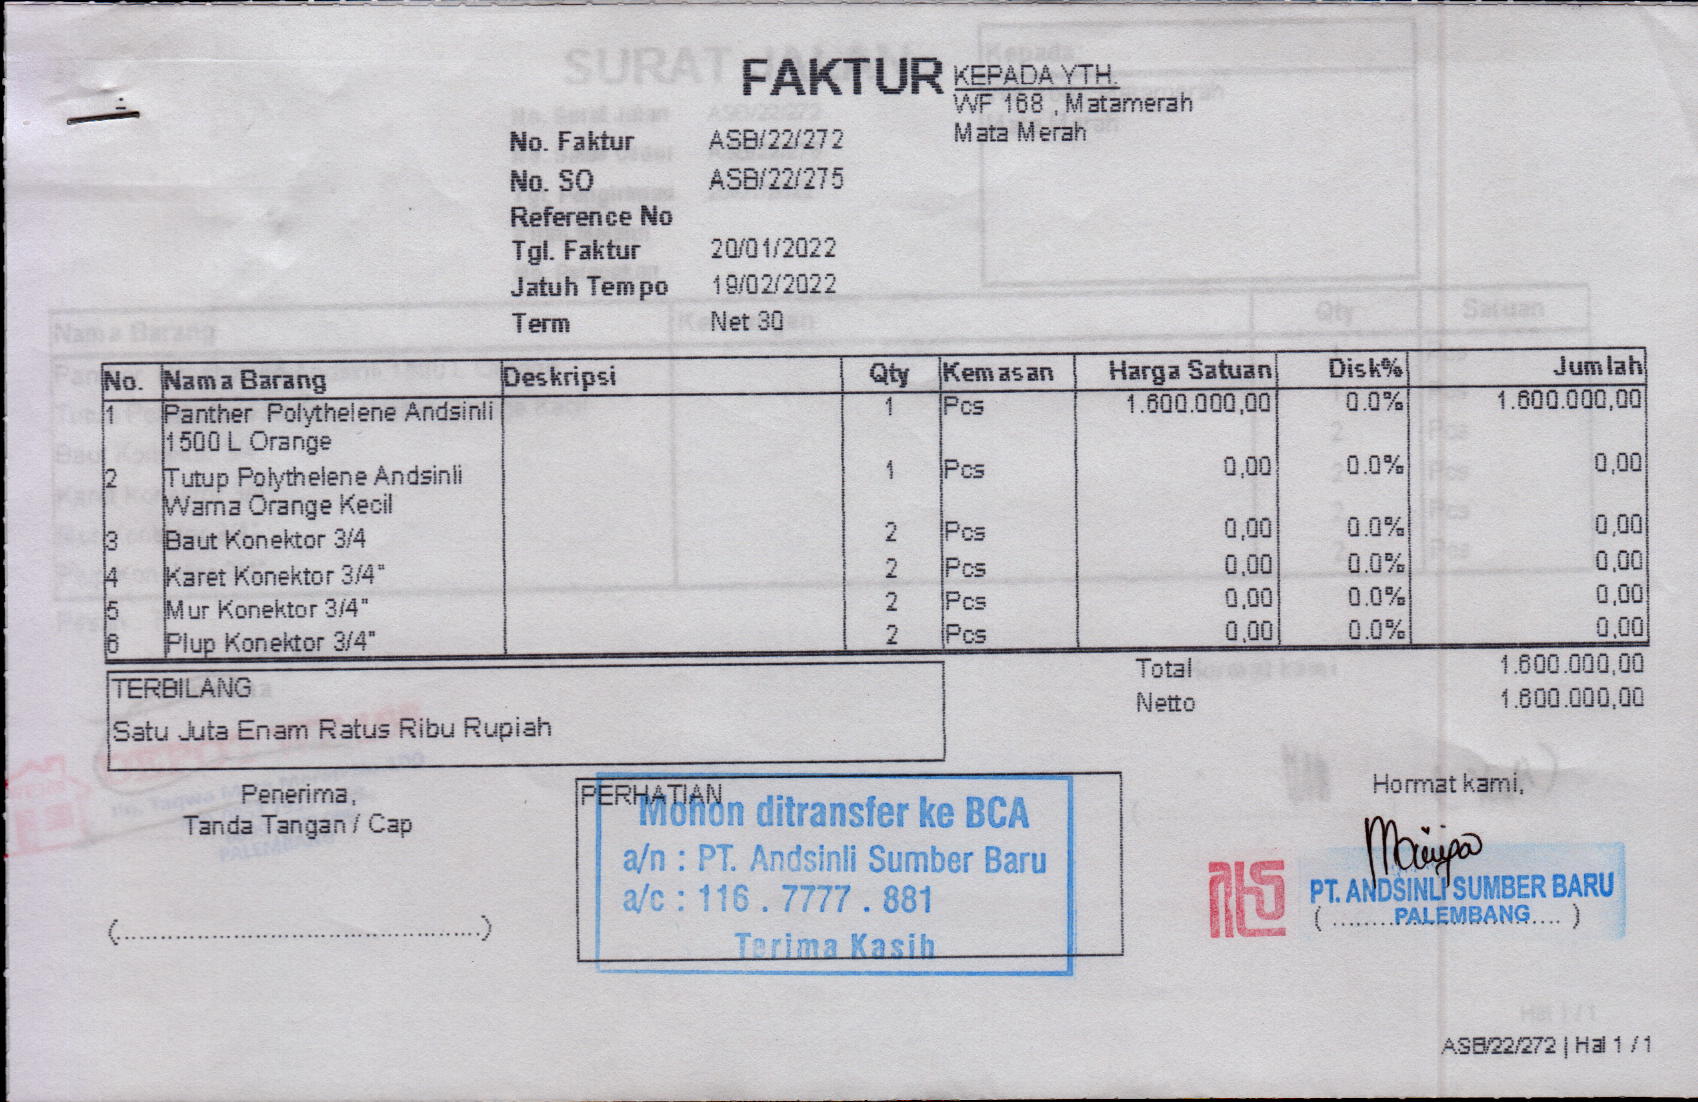 FAKTUR
KEPADA YTH.
WF 168 , Matamerah
Mata Merah
No. Faktur ASB/22/272
No. SO ASB/22/275
Reference No
Tgl. Faktur 20/01/2022
Jatuh Tempo 19/02/2022
Term Net 30
No. Nama Barang Deskripsi Qty Kemasan Harga Satuan Disk% Jumlah
1 Panther Polythelene Andsinli 1 Pcs 1.600.000,00 0.0% 1.600.000,00
1500 L Orange
2 Tutup Polythelene Andsinli 1 Pcs 0,00 0.0% 0,00
Warna Orange Kecil
3 Baut Konektor 3/4 2 Pcs 0,00 0.0% 0,00
4 Karet Konektor 3/4" 2 Pcs 0,00 0.0% 0,00
5 Mur Konektor 3/4" 2 Pcs 0,00 0.0% 0,00
6 Plup Konektor 3/4" 2 Pcs 0,00 0.0% 0,00
Total 1.600.000,00
Netto 1.600.000,00
TERBILANG
Satu Juta Enam Ratus Ribu Rupiah
Penerima,
Tanda Tangan / Cap
(................................................)
PERHATIAN
Mohon ditransfer ke BCA
a/n : PT. Andsinli Sumber Baru
a/c : 116 . 7777 . 881
Terima Kasih
Hormat kami,
PT. ANDSINLI SUMBER BARU
PALEMBANG
ASB/22/272 | Hal 1 / 1